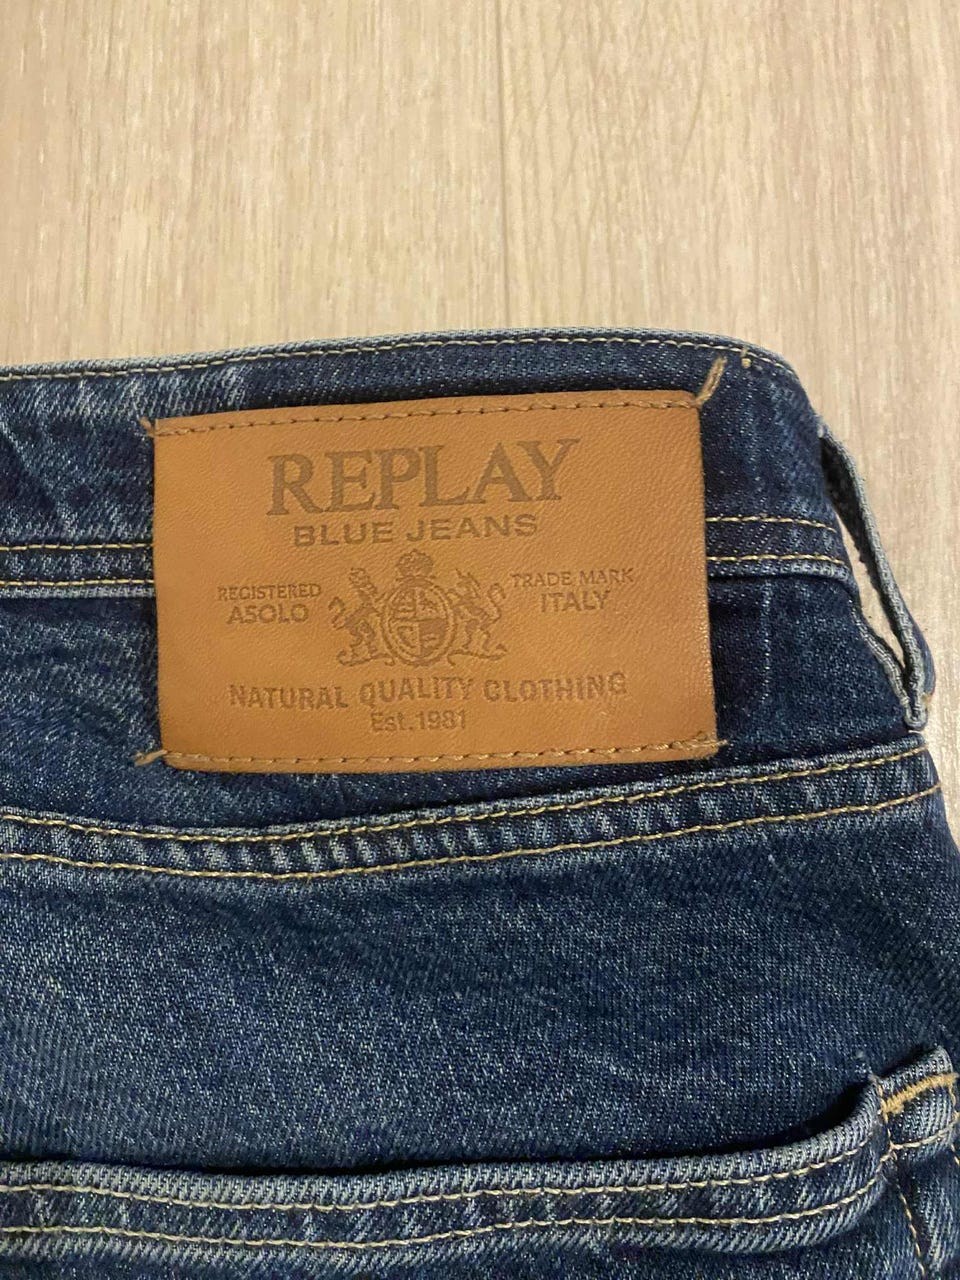 REPLAY
BLUE JEANS
REGISTERED
ASOLO
TRADE MARK
ITALY
NATURAL QUALITY CLOTHING
Est.1981